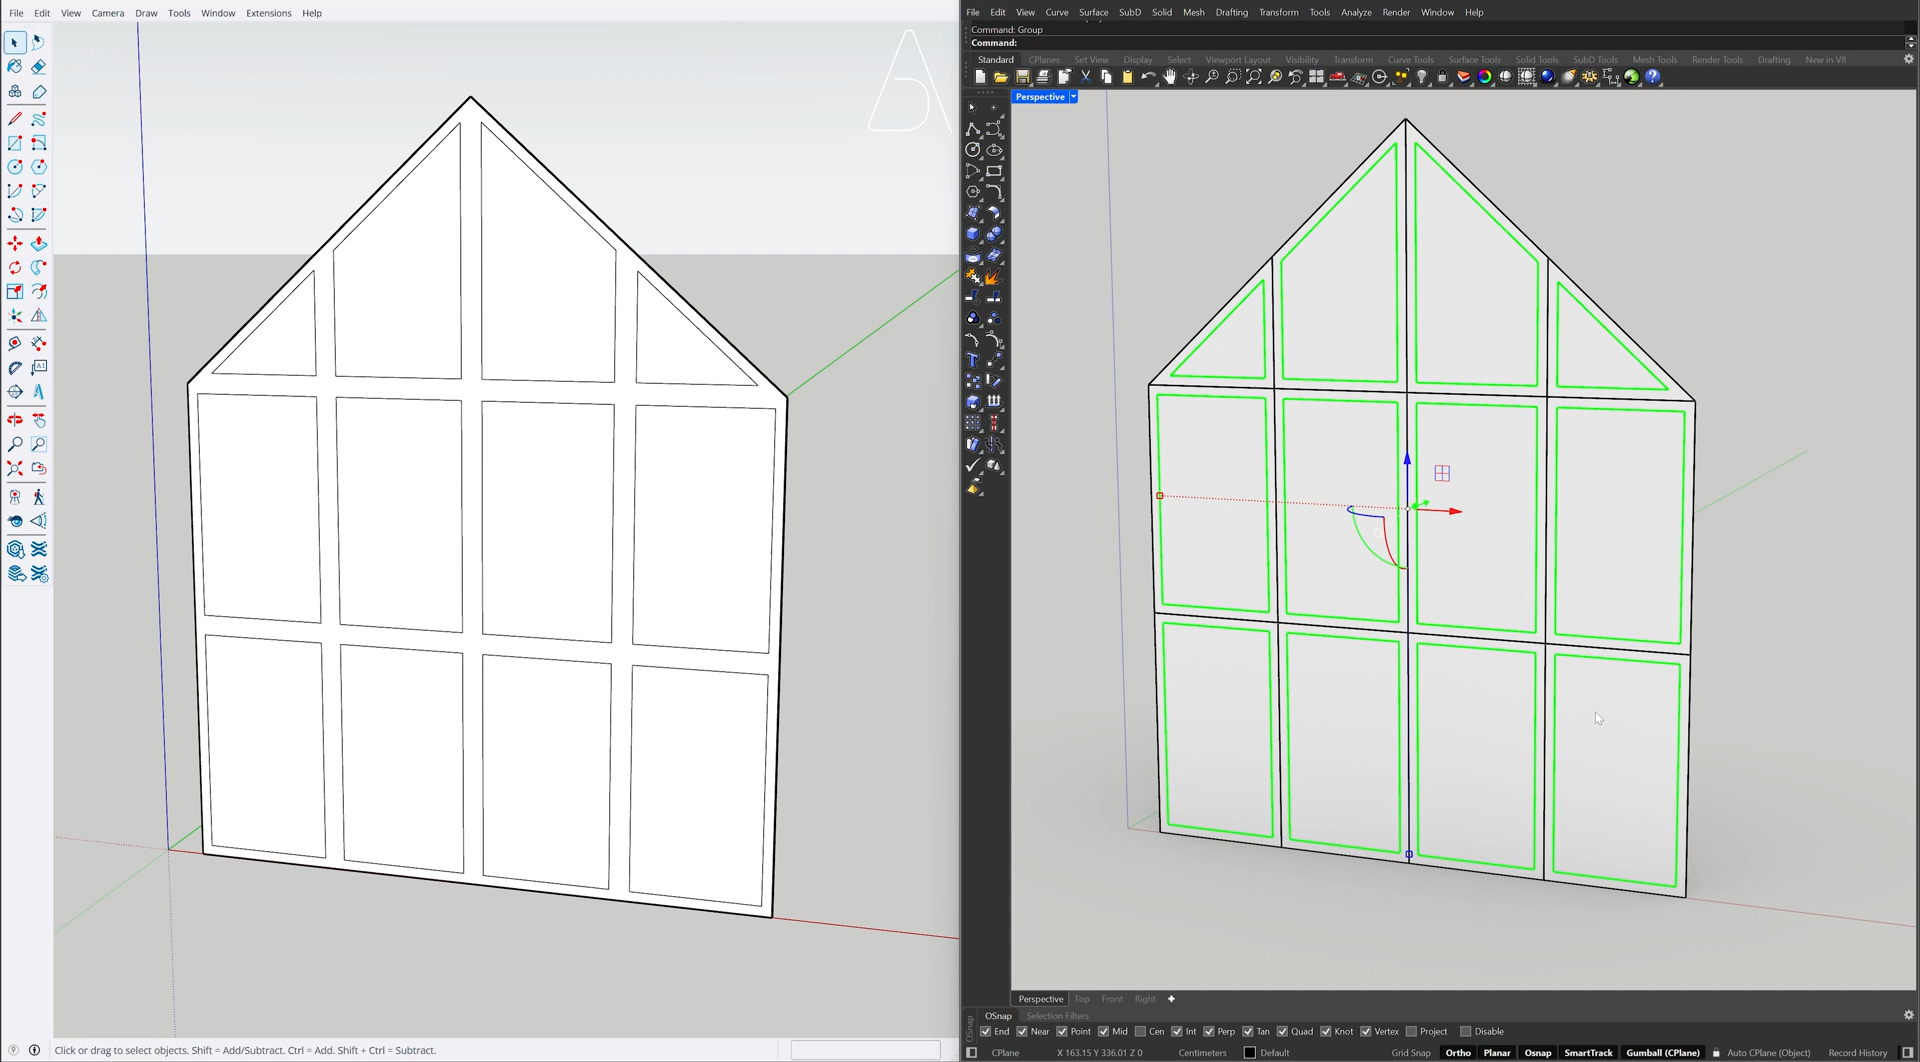 File Edit View Camera Draw Tools Window Extensions Help
Click or drag to select objects. Shift = Add/Subtract. Ctrl = Add. Shift + Ctrl = Subtract.
File Edit View Curve Surface SubD Solid Mesh Drafting Transform Tools Analyze Render Window Help
Command: Group
Command:
Standard CPlanes Set View Display Select Viewport Layout Visibility Transform Curve Tools Surface Tools Solid Tools SubD Tools Mesh Tools Render Tools Drafting New in V8
Perspective
Perspective Top Front Right
OSnap Selection Filters
OSnap
End Near Point Mid Cen Int Perp Tan Quad Knot Vertex Project Disable
CPlane X 163.15 Y 336.01 Z 0 Centimeters Default Grid Snap Ortho Planar Osnap SmartTrack Gumball (CPlane) Auto CPlane (Object) Record History